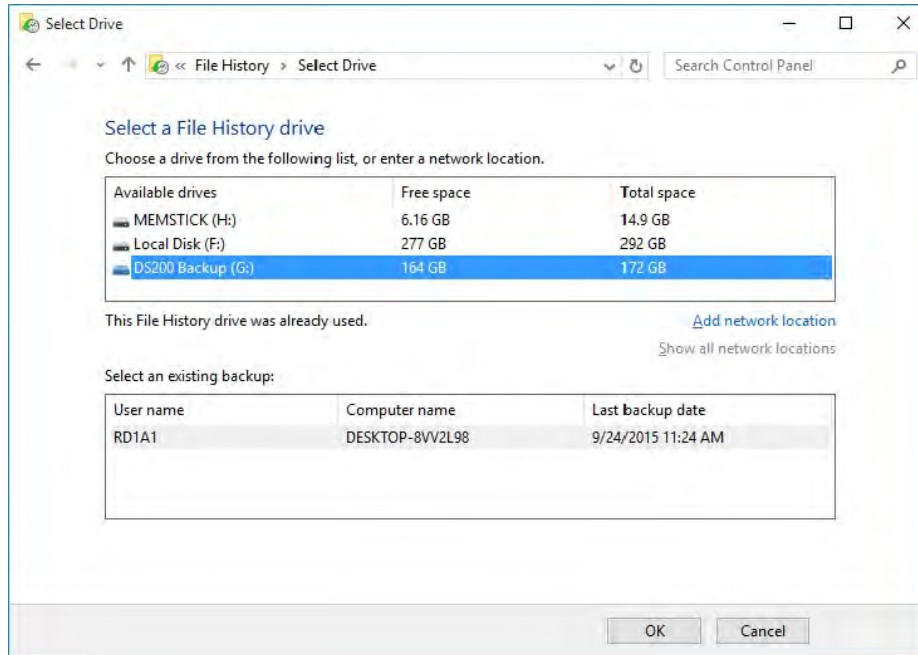 Select Drive
« File History › Select Drive
Search Control Panel
Select a File History drive
Choose a drive from the following list, or enter a network location.
Available drives Free space Total space
MEMSTICK (H:) 6.16 GB 14.9 GB
Local Disk (F:) 277 GB 292 GB
DS200 Backup (G:) 164 GB 172 GB
This File History drive was already used. Add network location
Show all network locations
Select an existing backup:
User name Computer name Last backup date
RD1A1 DESKTOP-8VV2L98 9/24/2015 11:24 AM
OK Cancel